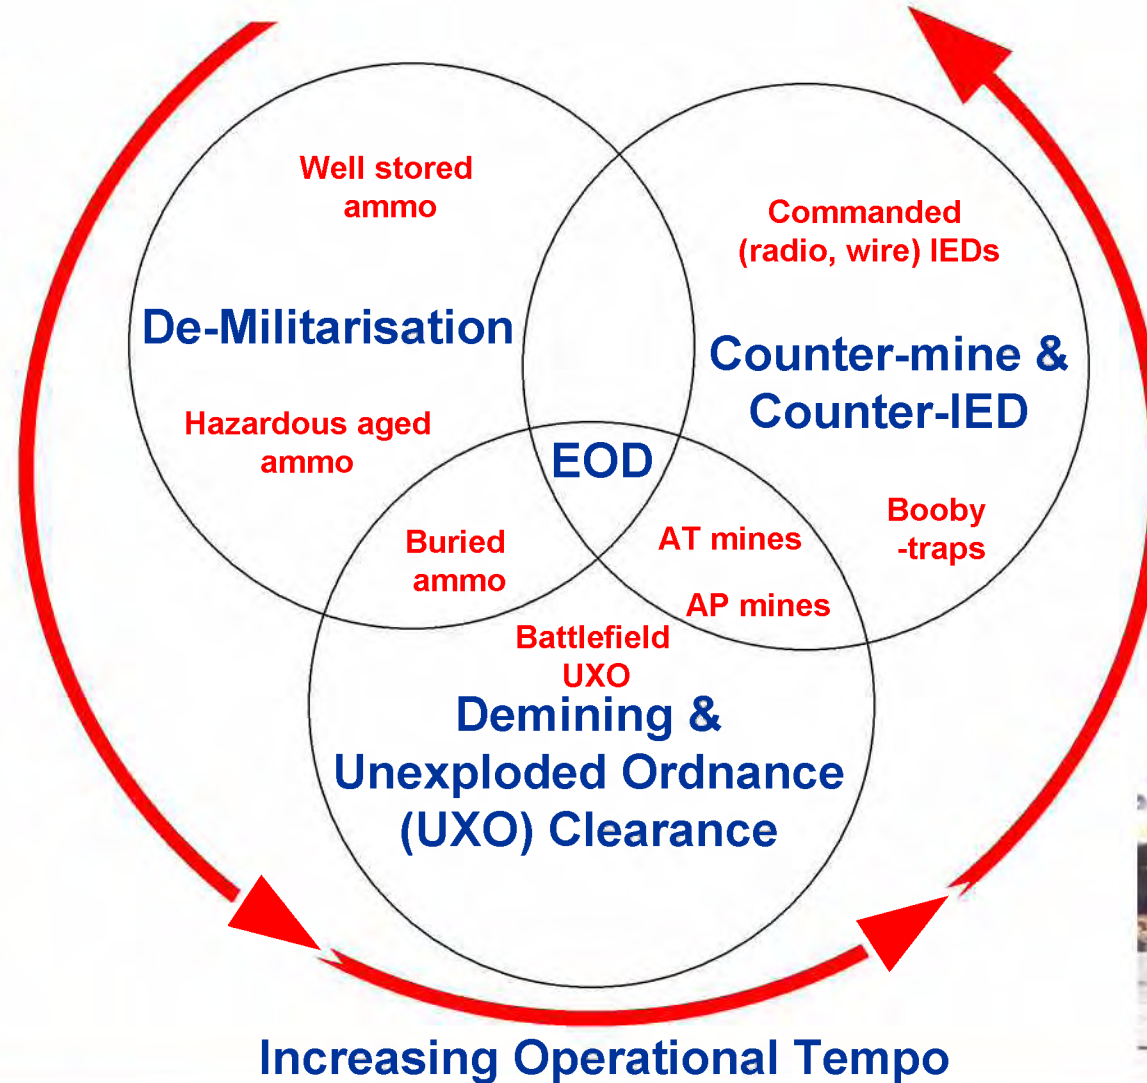 Well stored
ammo
De-Militarisation
Hazardous aged
ammo
Commanded
(radio, wire) IEDs
Counter-mine &
Counter-IED
Booby
-traps
EOD
Buried
ammo
AT mines
AP mines
Battlefield
UXO
Demining &
Unexploded Ordnance
(UXO) Clearance
Increasing Operational Tempo